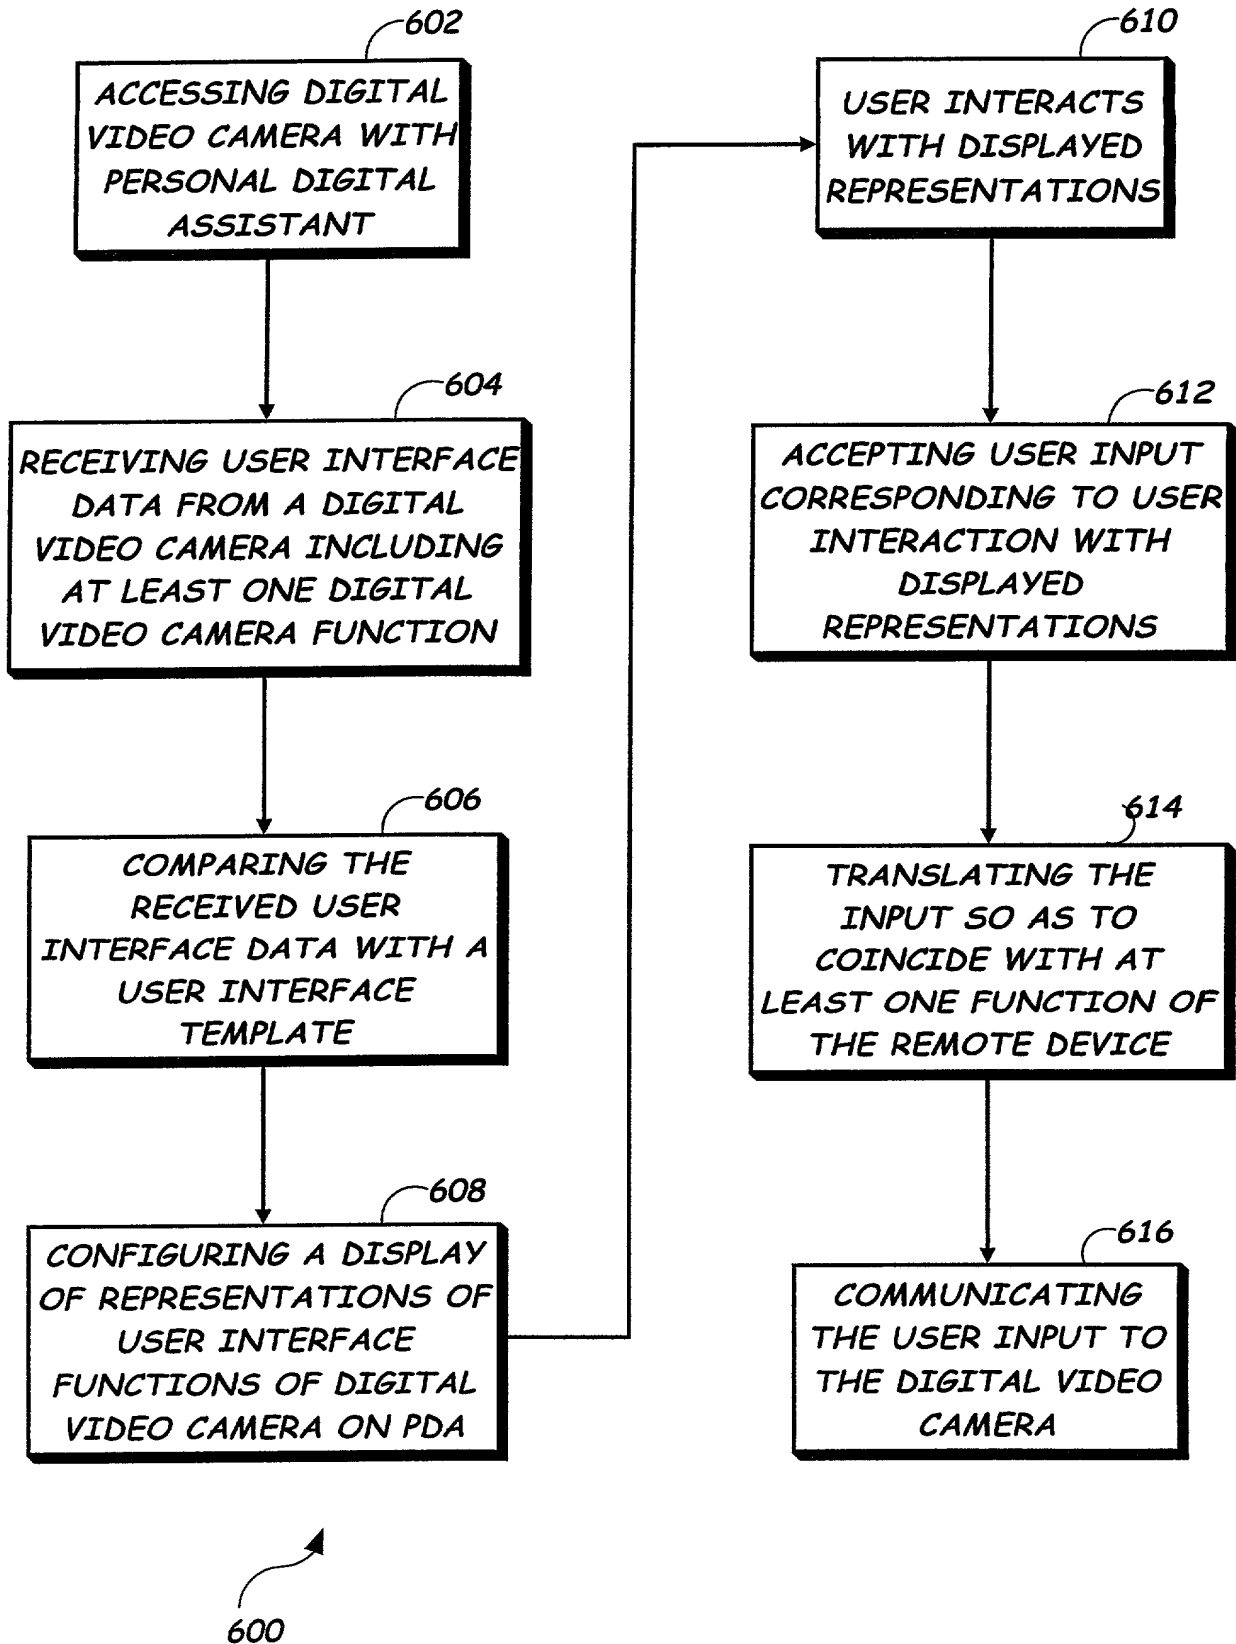 602
ACCESSING DIGITAL
VIDEO CAMERA WITH
PERSONAL DIGITAL
ASSISTANT
604
RECEIVING USER INTERFACE
DATA FROM A DIGITAL
VIDEO CAMERA INCLUDING
AT LEAST ONE DIGITAL
VIDEO CAMERA FUNCTION
606
COMPARING THE
RECEIVED USER
INTERFACE DATA WITH A
USER INTERFACE
TEMPLATE
608
CONFIGURING A DISPLAY
OF REPRESENTATIONS OF
USER INTERFACE
FUNCTIONS OF DIGITAL
VIDEO CAMERA ON PDA
610
USER INTERACTS
WITH DISPLAYED
REPRESENTATIONS
612
ACCEPTING USER INPUT
CORRESPONDING TO USER
INTERACTION WITH
DISPLAYED
REPRESENTATIONS
614
TRANSLATING THE
INPUT SO AS TO
COINCIDE WITH AT
LEAST ONE FUNCTION OF
THE REMOTE DEVICE
616
COMMUNICATING
THE USER INPUT TO
THE DIGITAL VIDEO
CAMERA
600